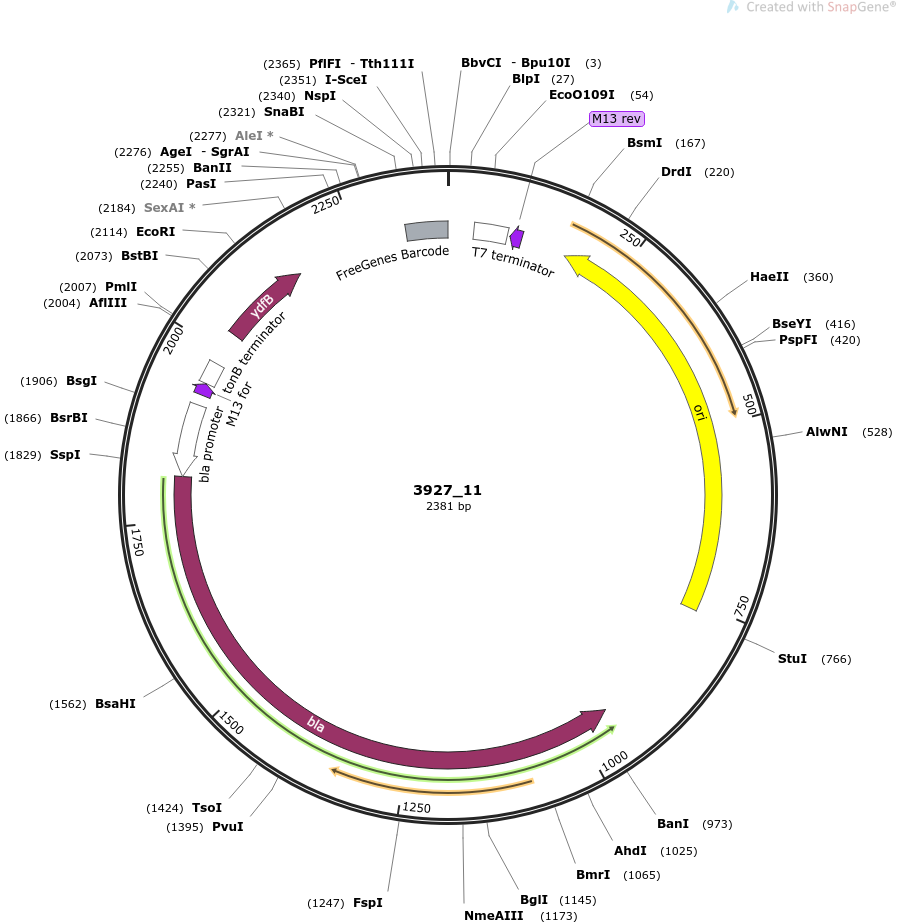 Created with SnapGene®
(2365) PflFI - Tth111I
(2351) I-SceI
(2340) NspI
(2321) SnaBI
(2277) AleI *
(2276) AgeI - SgrAI
(2255) BanII
(2240) PasI
(2184) SexAI *
(2114) EcoRI
(2073) BstBI
(2007) PmlI
(2004) AflIII
(1906) BsgI
(1866) BsrBI
(1829) SspI
(1562) BsaHI
(1424) TsoI
(1395) PvuI
(1247) FspI
BbvCI - Bpu10I (3)
BlpI (27)
EcoO109I (54)
M13 rev
BsmI (167)
DrdI (220)
HaeII (360)
BseYI (416)
PspFI (420)
AlwNI (528)
StuI (766)
BanI (973)
AhdI (1025)
BmrI (1065)
BglI (1145)
NmeAIII (1173)
250
500
750
1000
1250
1500
1750
2000
2250
FreeGenes Barcode
T7 terminator
ydfB
tonB terminator
M13 for
bla promoter
ori
bla
3927_11
2381 bp